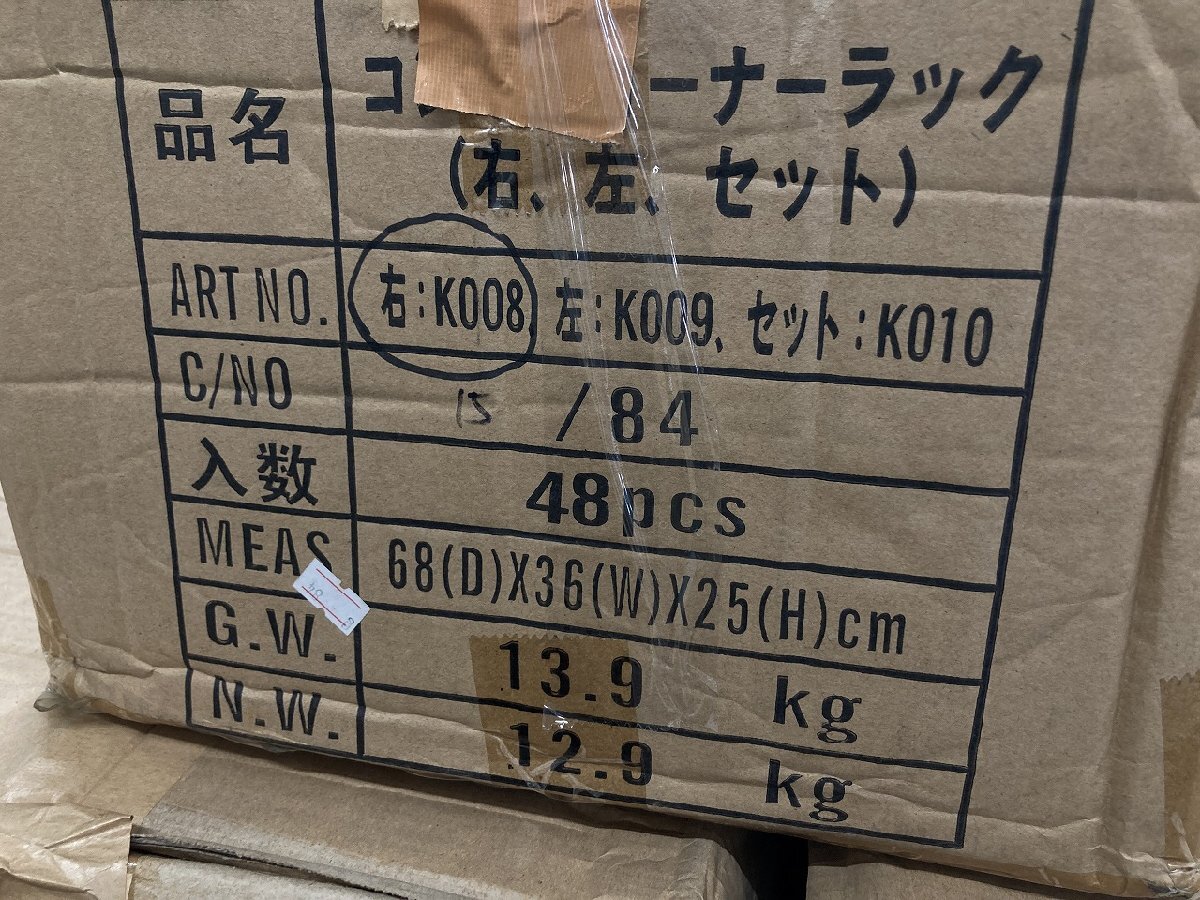 品名 コ ーナーラック
(右、左、セット)
ART NO. 右:K008、左:K009、セット:K010
C/NO 15 /84
入数 48pcs
MEAS 68(D)X36(W)X25(H)cm
G.W. 13.9 kg
N.W. 12.9 kg